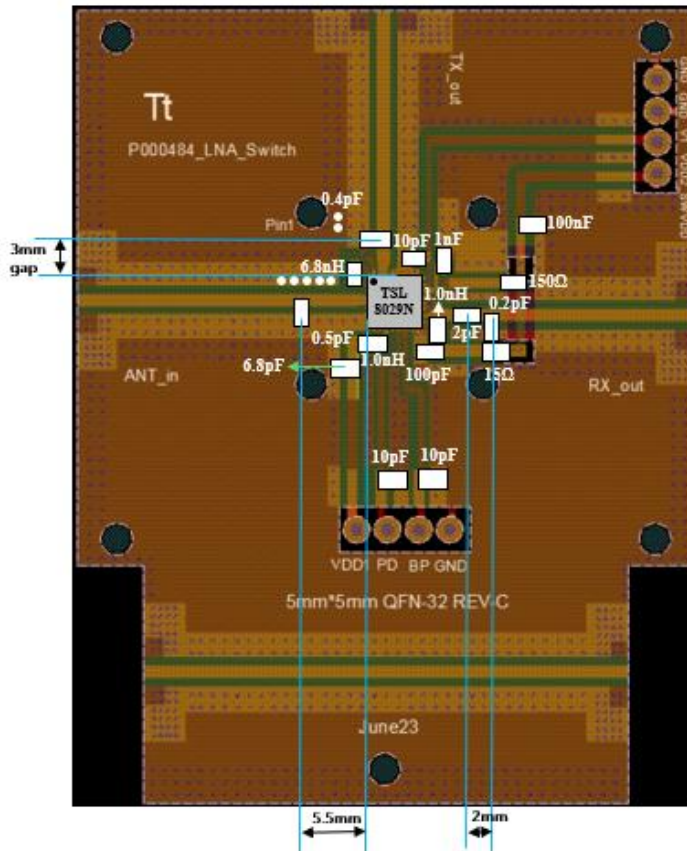 TX_out
GND
Tt
P000484_LNA_Switch
0.4pF
Pin1
100nF
3mm
gap
10pF
1nF
6.8nH
TSL
8029N
1.0nH
150Ω
0.2pF
2pF
0.5pF
1.0nH
100pF
15Ω
6.8pF
ANT_in
RX_out
10pF
10pF
VDD1 PD BP GND
5mm*5mm QFN-32 REV-C
June23
5.5mm
2mm